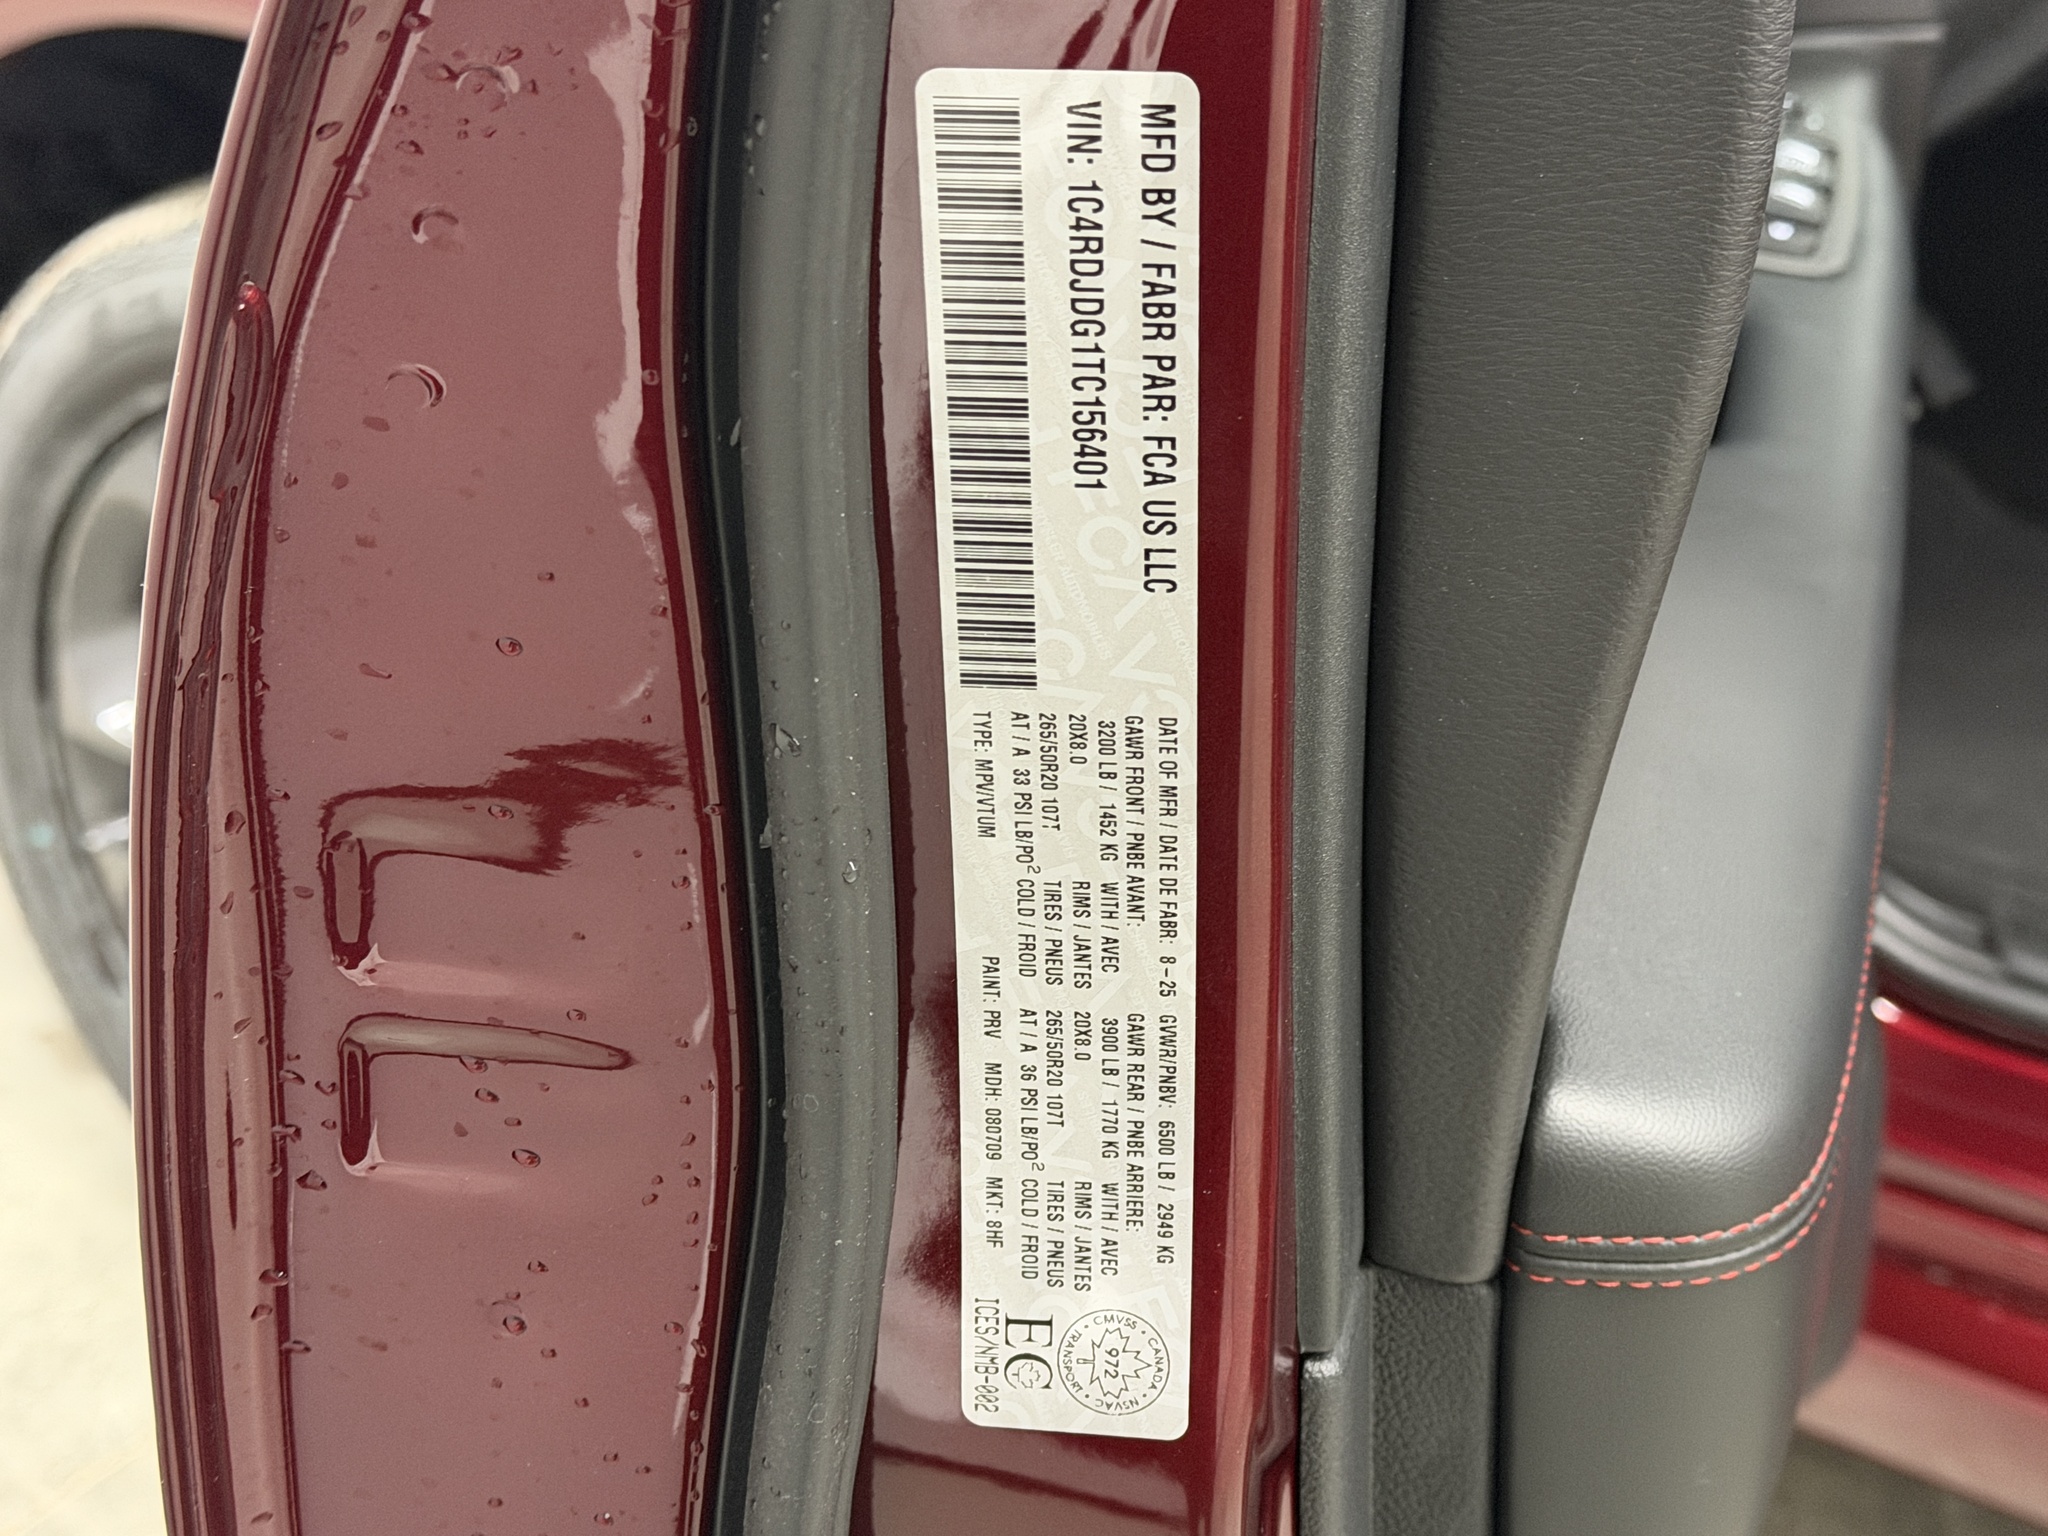 MFD BY / FABR PAR: FCA US LLC
VIN: 1C4RDJDG1TC156401
DATE OF MFR / DATE DE FABR: 8-25 GVWR/PNBV: 6500 LB / 2949 KG
GAWR FRONT / PNBE AVANT: GAWR REAR / PNBE ARRIERE:
3200 LB / 1452 KG WITH / AVEC 3900 LB / 1770 KG WITH / AVEC
20X8.0 RIMS / JANTES 20X8.0 RIMS / JANTES
265/50R20 107T TIRES / PNEUS 265/50R20 107T TIRES / PNEUS
AT / A 33 PSI LB/PO² COLD / FROID AT / A 36 PSI LB/PO² COLD / FROID
TYPE: MPV/VTUM PAINT: PRV MDH: 080709 MKT: 8HF
CMVSS • CANADA • NSVAC • TRANSPORT •
972
EC
ICES/NMB-002